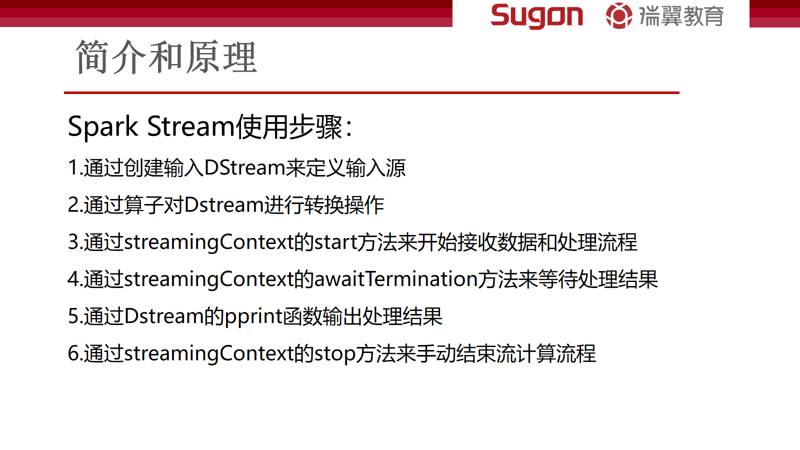 Sugon 瑞翼教育
简介和原理
Spark Stream使用步骤：
1.通过创建输入DStream来定义输入源
2.通过算子对Dstream进行转换操作
3.通过streamingContext的start方法来开始接收数据和处理流程
4.通过streamingContext的awaitTermination方法来等待处理结果
5.通过Dstream的pprint函数输出处理结果
6.通过streamingContext的stop方法来手动结束流计算流程